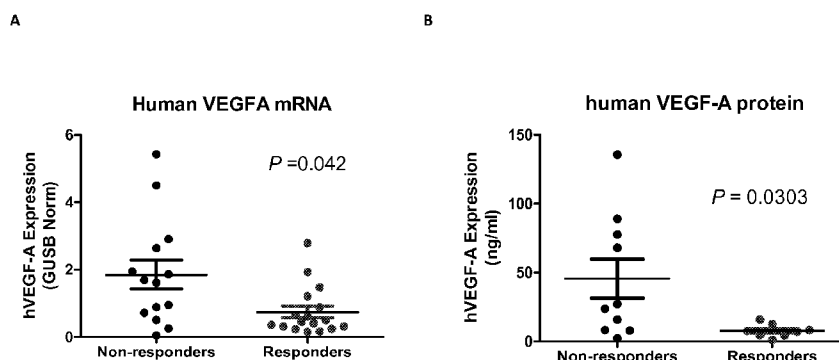 A
Human VEGFA mRNA
hVEGF-A Expression
(GUSB Norm)
6
4
2
0
P =0.042
Non-responders
Responders
B
human VEGF-A protein
hVEGF-A Expression
(ng/ml)
150
100
50
0
P = 0.0303
Non-responders
Responders